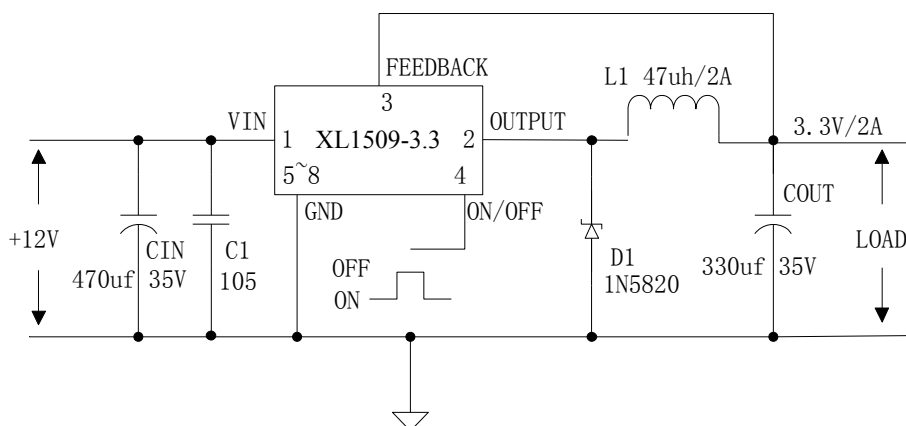 FEEDBACK
L1 47uh/2A
3
VIN
OUTPUT
3.3V/2A
1 XL1509-3.3 2
5~8
4
GND
ON/OFF
COUT
+12V
CIN
C1
OFF
D1
LOAD
470uf 35V
105
ON
1N5820
330uf 35V